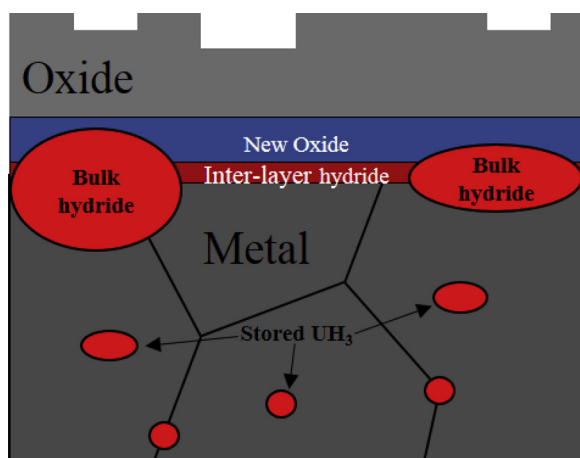 Oxide
New Oxide
Bulk
hydride
Inter-layer hydride
Bulk
hydride
Metal
Stored UH₃